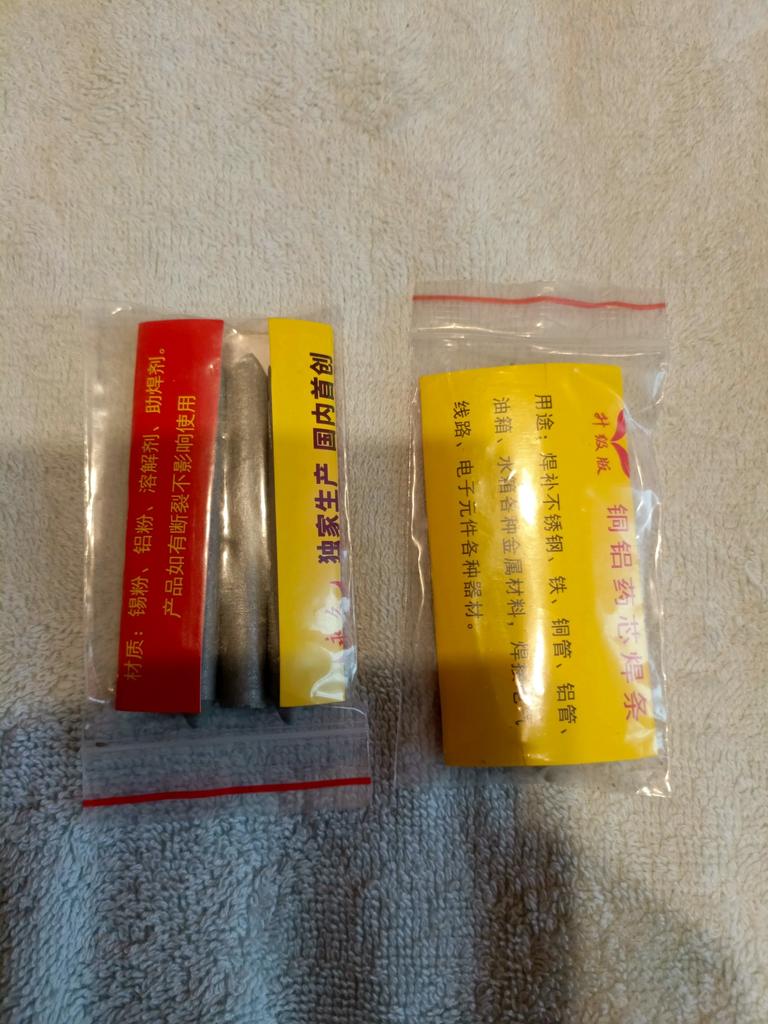 材质：锡粉、铝粉、溶解剂、助焊剂。
产品如有断裂不影响使用
独家生产 国内首创
升级版
铜铝药芯焊条
用途：焊补不锈钢、铁、铜管、铝管、
油箱、水箱各种金属材料，焊接
线路、电子元件各种器材。